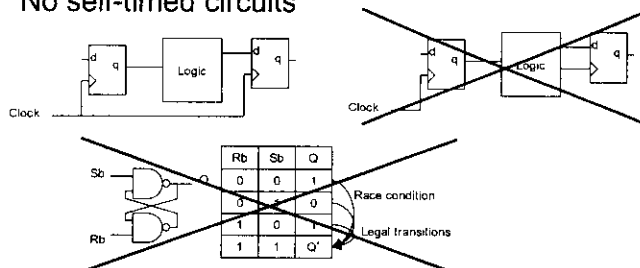 No self-timed circuits
d q Logic d q
Clock
d q Logic d q
Clock
Sb Q
Rb
Rb Sb Q
0 0 1
0 1 0
1 0 1
1 1 Q'
Race condition
Legal transitions